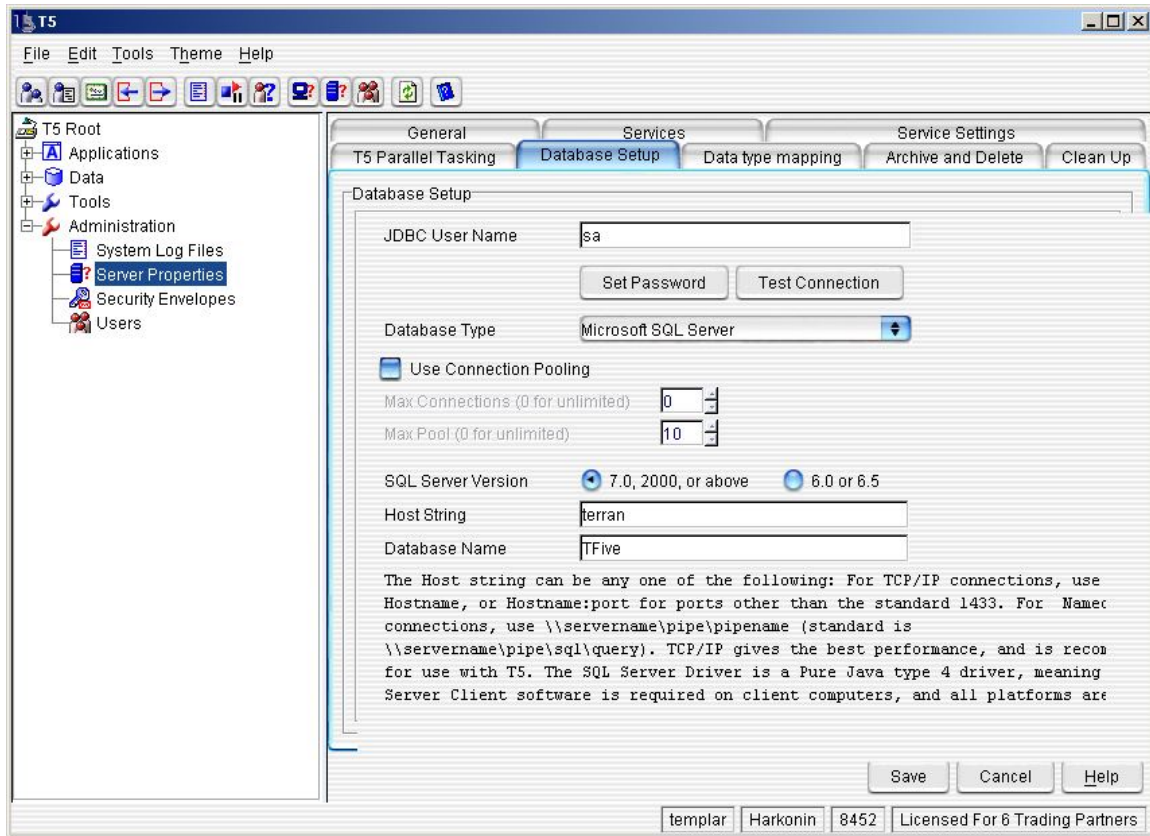 T5
File Edit Tools Theme Help
T5 Root
Applications
Data
Tools
Administration
System Log Files
Server Properties
Security Envelopes
Users
General Services Service Settings
T5 Parallel Tasking Database Setup Data type mapping Archive and Delete Clean Up
Database Setup
JDBC User Name sa
Set Password Test Connection
Database Type Microsoft SQL Server
Use Connection Pooling
Max Connections (0 for unlimited) 0
Max Pool (0 for unlimited) 10
SQL Server Version 7.0, 2000, or above 6.0 or 6.5
Host String terran
Database Name TFive
The Host string can be any one of the following: For TCP/IP connections, use
Hostname, or Hostname:port for ports other than the standard 1433. For
connections, use \\servername\pipe\pipename (standard is
\\servername\pipe\sql\query). TCP/IP gives the best performance, and is
for use with T5. The SQL Server Driver is a Pure Java type 4 driver, meaning
Server Client software is required on client computers, and all platforms are
Save Cancel Help
templar Harkonin 8452 Licensed For 6 Trading Partners